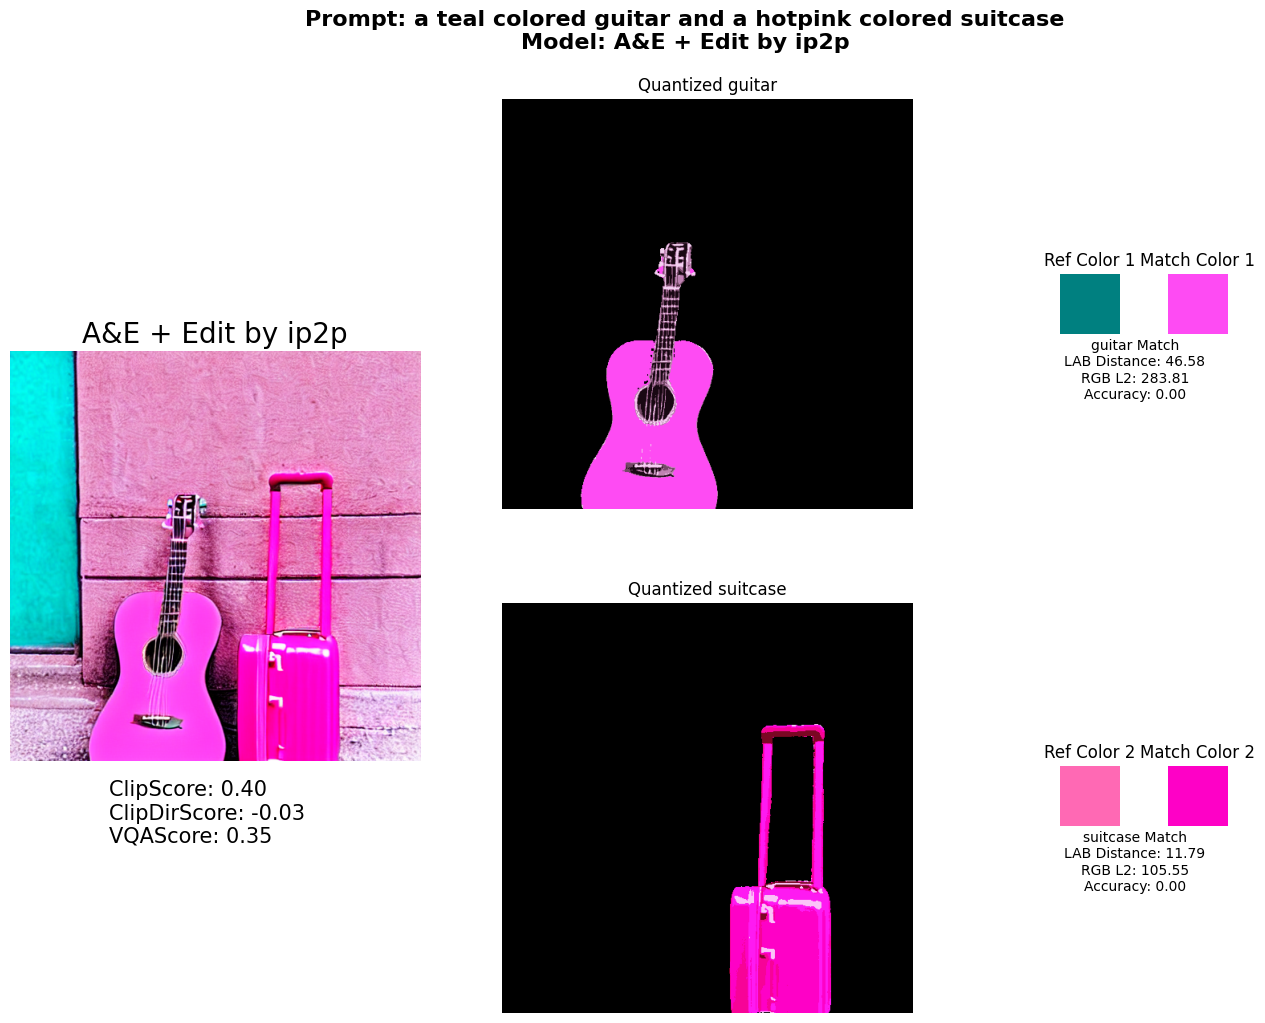 Prompt: a teal colored guitar and a hotpink colored suitcase
Model: A&E + Edit by ip2p
Quantized guitar
A&E + Edit by ip2p
ClipScore: 0.40
ClipDirScore: -0.03
VQAScore: 0.35
Ref Color 1 Match Color 1
guitar Match
LAB Distance: 46.58
RGB L2: 283.81
Accuracy: 0.00
Quantized suitcase
Ref Color 2 Match Color 2
suitcase Match
LAB Distance: 11.79
RGB L2: 105.55
Accuracy: 0.00